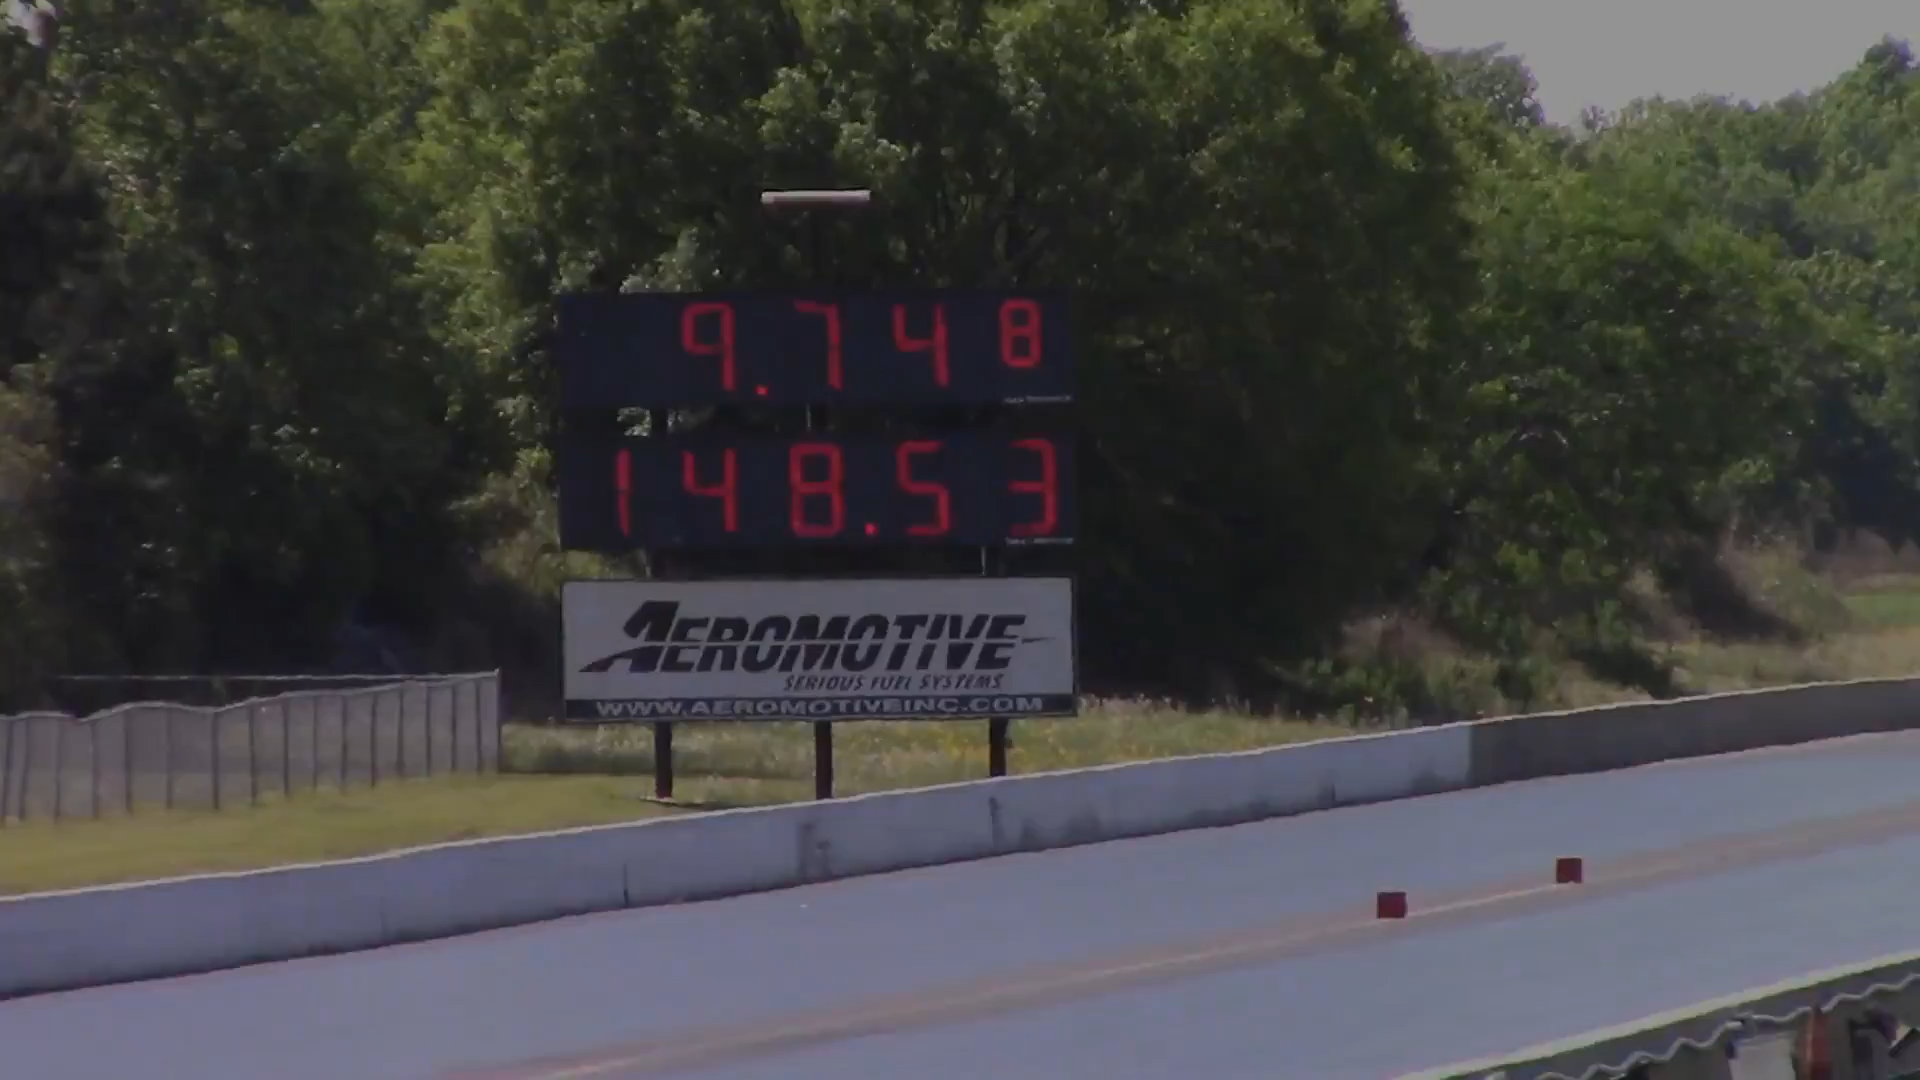 9.748
148.53
AEROMOTIVE
SERIOUS FUEL SYSTEMS
WWW.AEROMOTIVEINC.COM